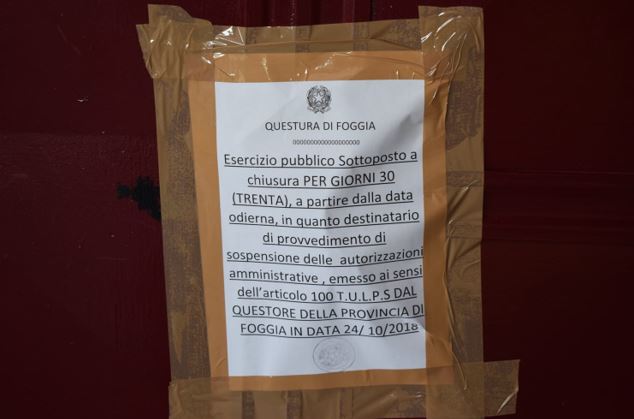 QUESTURA DI FOGGIA
00000000000000000000
Esercizio pubblico Sottoposto a
chiusura PER GIORNI 30
(TRENTA), a partire dalla data
odierna, in quanto destinatario
di provvedimento di
sospensione delle autorizzazioni
amministrative , emesso ai sensi
dell'articolo 100 T.U.L.P.S DAL
QUESTORE DELLA PROVINCIA DI
FOGGIA IN DATA 24/ 10/2018